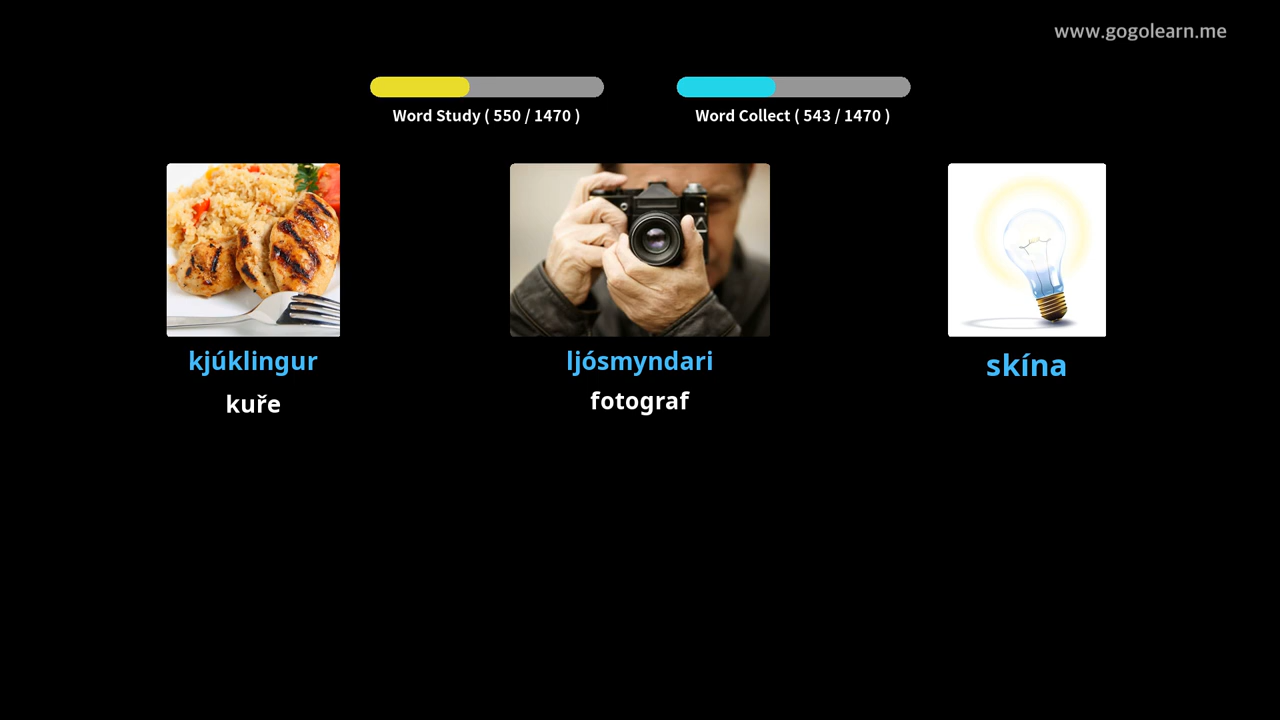 www.gogolearn.me
Word Study ( 550 / 1470 )
Word Collect ( 543 / 1470 )
kjúklingur
kuře
ljósmyndari
fotograf
skína